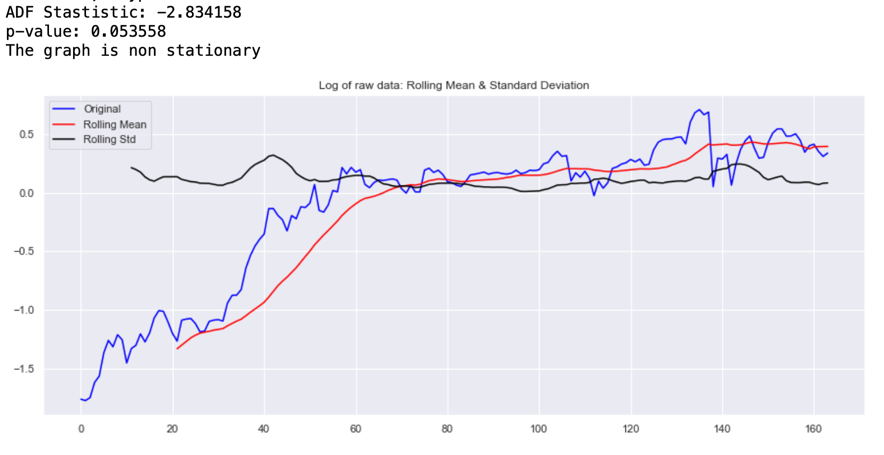 ADF Stastistic: -2.834158
p-value: 0.053558
The graph is non stationary
Log of raw data: Rolling Mean & Standard Deviation
Original
Rolling Mean
Rolling Std
0.5
0.0
−0.5
−1.0
−1.5
0 20 40 60 80 100 120 140 160